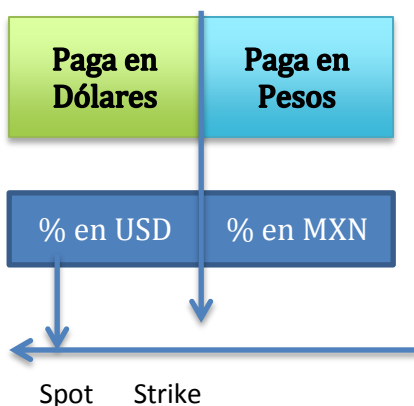 Paga en
Dólares
Paga en
Pesos
% en USD
% en MXN
Spot
Strike